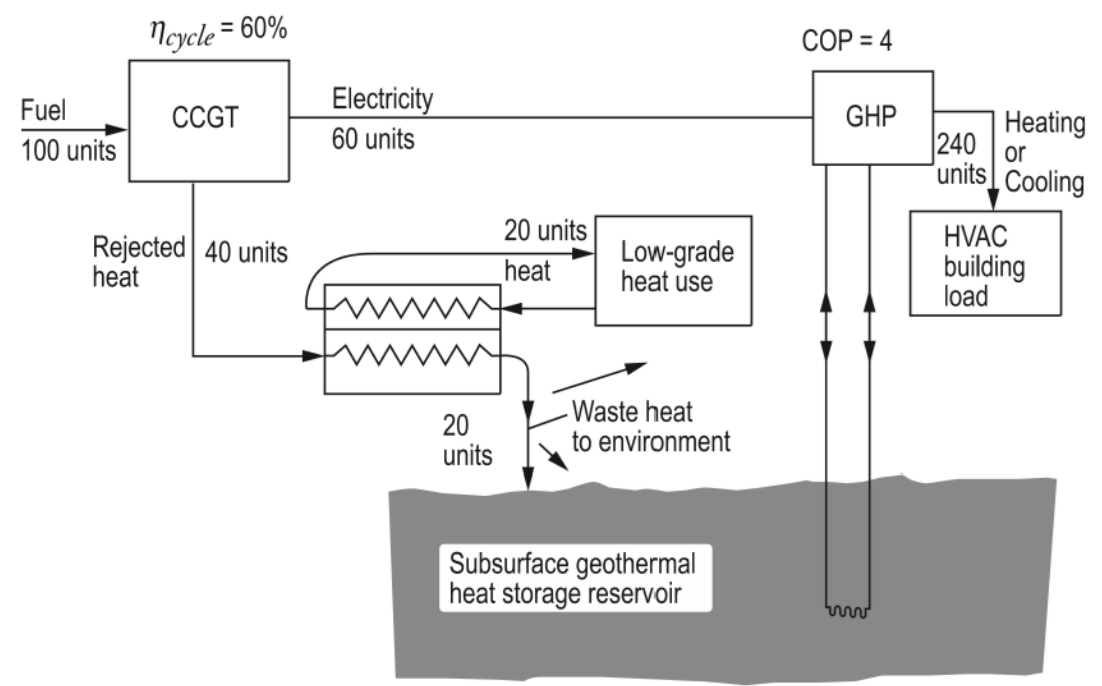 η_cycle = 60%
COP = 4
Fuel
100 units
CCGT
Electricity
60 units
GHP
240
units
Heating
or
Cooling
Rejected
heat
40 units
20 units
heat
Low-grade
heat use
HVAC
building
load
20
units
Waste heat
to environment
Subsurface geothermal
heat storage reservoir